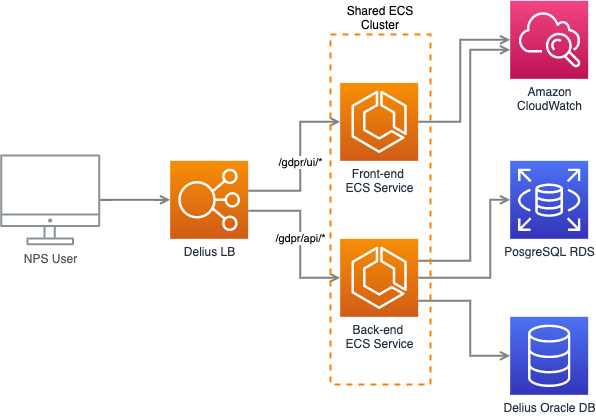 Shared ECS
Cluster
Amazon
CloudWatch
/gdpr/ui/*
Front-end
ECS Service
NPS User
Delius LB
/gdpr/api/*
PosgreSQL RDS
Back-end
ECS Service
Delius Oracle DB